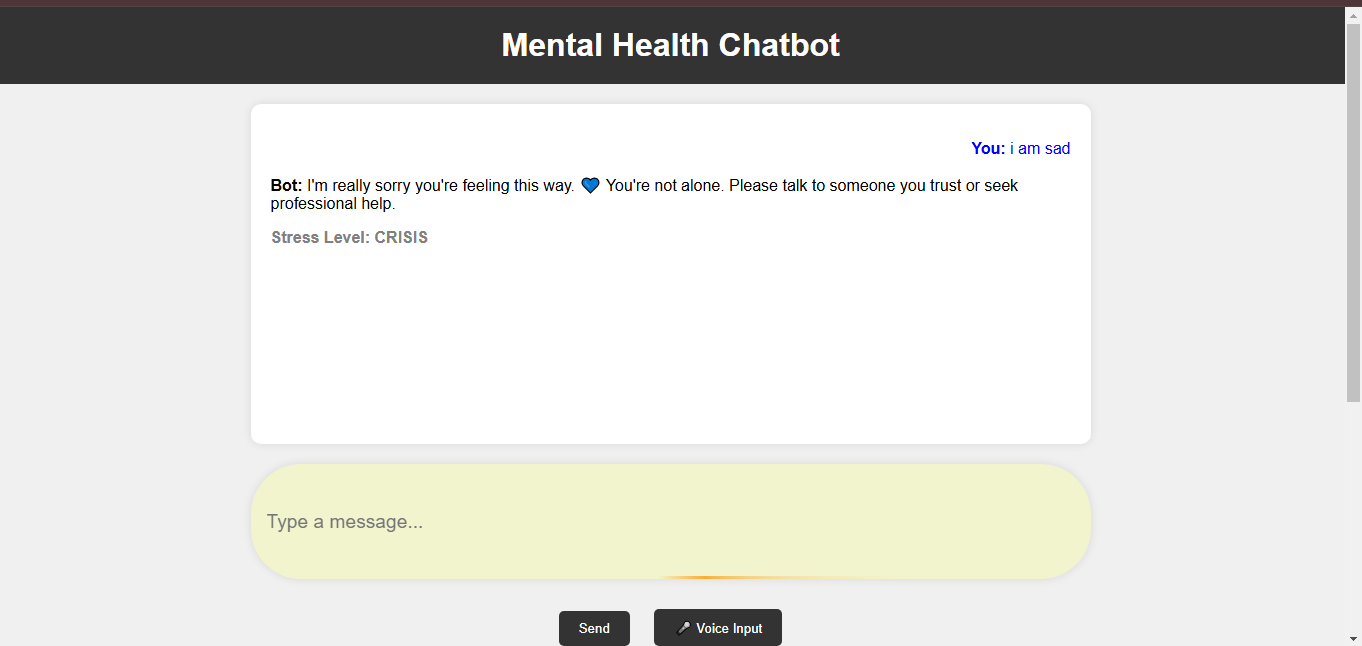 Mental Health Chatbot
You: i am sad
Bot: I'm really sorry you're feeling this way. 💙 You're not alone. Please talk to someone you trust or seek
professional help.
Stress Level: CRISIS
Type a message...
Send
🎤 Voice Input